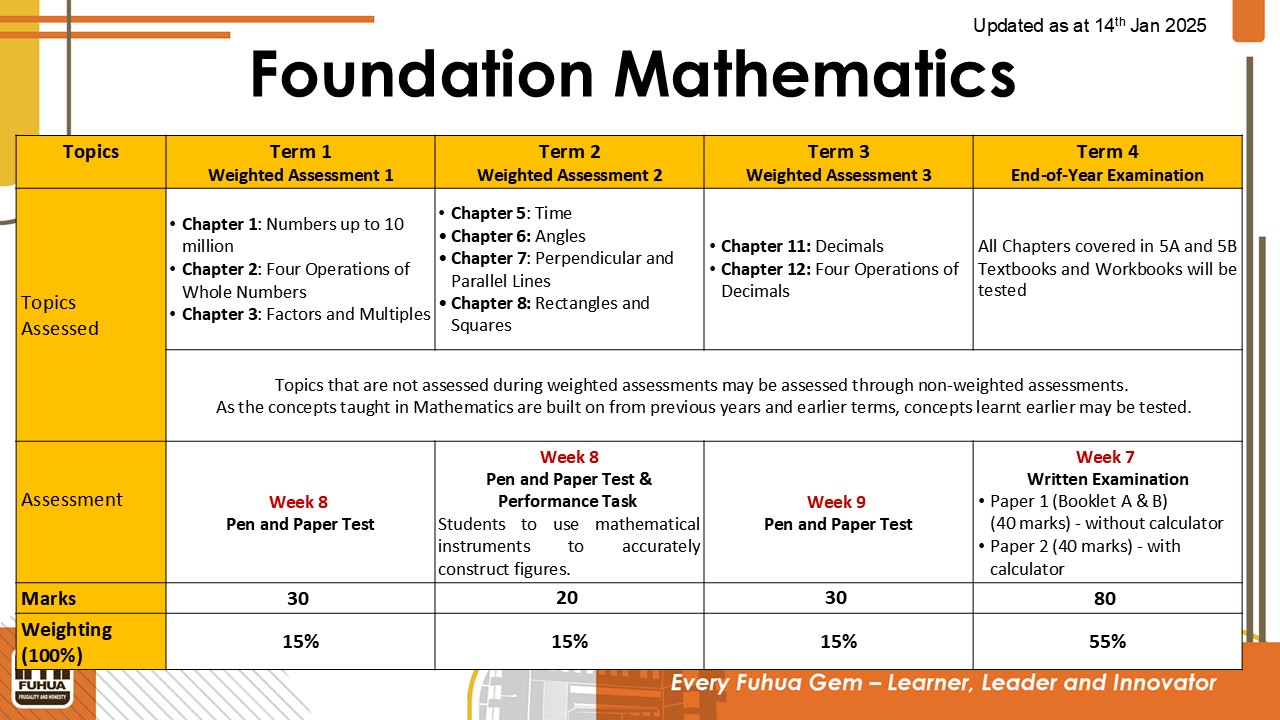 Updated as at 14th Jan 2025
Foundation Mathematics
Topics
Term 1
Weighted Assessment 1
Term 2
Weighted Assessment 2
Term 3
Weighted Assessment 3
Term 4
End-of-Year Examination
Topics
Assessed
• Chapter 1: Numbers up to 10
million
• Chapter 2: Four Operations of
Whole Numbers
• Chapter 3: Factors and Multiples
• Chapter 5: Time
• Chapter 6: Angles
• Chapter 7: Perpendicular and
Parallel Lines
• Chapter 8: Rectangles and
Squares
• Chapter 11: Decimals
• Chapter 12: Four Operations of
Decimals
All Chapters covered in 5A and 5B
Textbooks and Workbooks will be
tested
Topics that are not assessed during weighted assessments may be assessed through non-weighted assessments.
As the concepts taught in Mathematics are built on from previous years and earlier terms, concepts learnt earlier may be tested.
Assessment
Week 8
Pen and Paper Test
Week 8
Pen and Paper Test &
Performance Task
Students to use mathematical
instruments to accurately
construct figures.
Week 9
Pen and Paper Test
Week 7
Written Examination
• Paper 1 (Booklet A & B)
(40 marks) - without calculator
• Paper 2 (40 marks) - with
calculator
Marks
30
20
30
80
Weighting
(100%)
15%
15%
15%
55%
FUHUA
FRUGALITY AND HONESTY
Every Fuhua Gem – Learner, Leader and Innovator